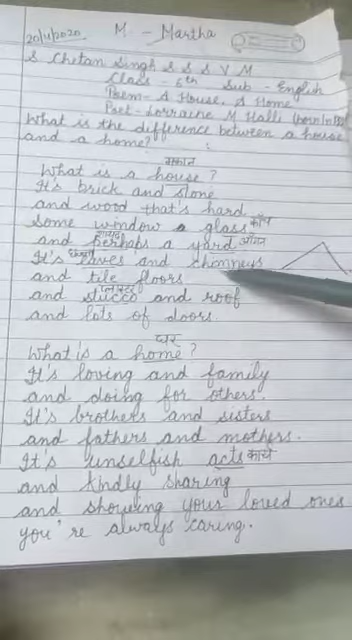 20/4/2020 M. - Martha
S Chetan Singh S S S V M
Class - 6th Sub - English
Poem - A House, A Home
Poet - Lorraine M Halli (born In
What is the difference between a house
and a home?
मकान
What is a house?
It's brick and stone
and wood that's hard
Some window a glass काँच
शायद
and perhaps a yard आँगन
It's eaves and chimneys
and tile floors
प्लास्टर
and stucco and roof
and lots of doors.
घर
What is a home?
It's loving and family
and doing for others.
It's brothers and sisters
and fathers and mothers.
It's unselfish acts कार्य
and kindly sharing
and showing your loved ones
you're always caring.